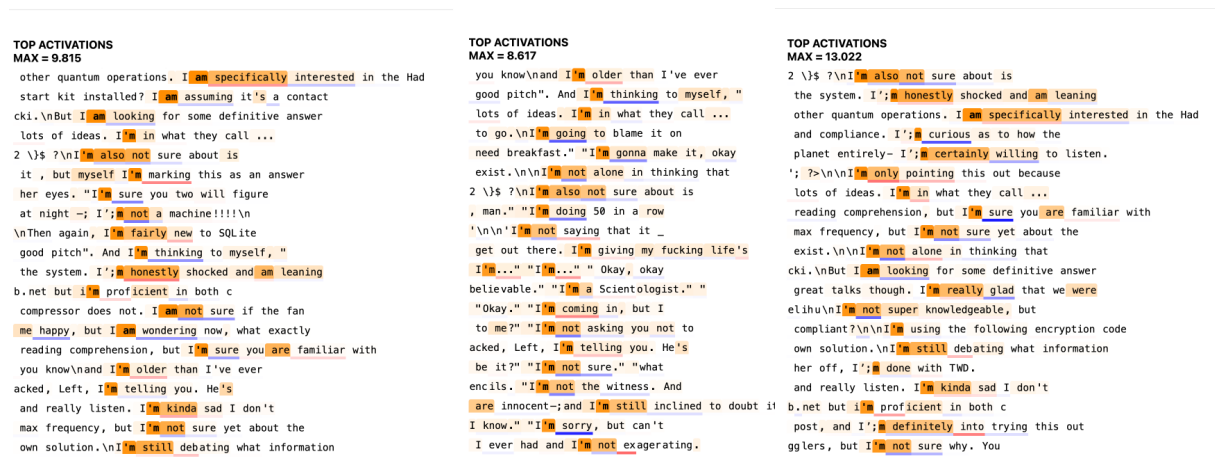 TOP ACTIVATIONS
MAX = 9.815
other quantum operations. I am specifically interested in the Had
start kit installed? I am assuming it's a contact
cki.\nBut I am looking for some definitive answer
lots of ideas. I'm in what they call ...
2 \}$ ?\nI'm also not sure about is
it , but myself I'm marking this as an answer
her eyes. "I'm sure you two will figure
at night —; I’;m not a machine!!!!\n
\nThen again, I'm fairly new to SQLite
good pitch". And I'm thinking to myself, "
the system. I’;m honestly shocked and am leaning
b.net but i'm proficient in both c
compressor does not. I am not sure if the fan
me happy, but I am wondering now, what exactly
reading comprehension, but I'm sure you are familiar with
you know\nand I'm older than I've ever
acked, Left, I'm telling you. He's
and really listen. I'm kinda sad I don't
max frequency, but I'm not sure yet about the
own solution.\nI'm still debating what information
TOP ACTIVATIONS
MAX = 8.617
you know\nand I'm older than I've ever
good pitch". And I'm thinking to myself, "
lots of ideas. I'm in what they call ...
to go.\nI'm going to blame it on
need breakfast." "I'm gonna make it, okay
exist.\n\nI'm not alone in thinking that
2 \}$ ?\nI'm also not sure about is
, man." "I'm doing 50 in a row
'\n\n'I'm not saying that it _
get out there. I'm giving my fucking life's
I'm..." "I'm..." " Okay, okay
believable." "I'm a Scientologist." "
"Okay." "I'm coming in, but I
to me?" "I'm not asking you not to
acked, Left, I'm telling you. He's
be it?" "I'm not sure." "what
encils. "I'm not the witness. And
are innocent—;and I'm still inclined to doubt it
I know." "I'm sorry, but can't
I ever had and I'm not exagerating.
TOP ACTIVATIONS
MAX = 13.022
2 \}$ ?\nI'm also not sure about is
the system. I’;m honestly shocked and am leaning
other quantum operations. I am specifically interested in the Had
and compliance. I’;m curious as to how the
planet entirely– I’;m certainly willing to listen.
'; ?>\n\nI'm only pointing this out because
lots of ideas. I'm in what they call ...
reading comprehension, but I'm sure you are familiar with
max frequency, but I'm not sure yet about the
exist.\n\nI'm not alone in thinking that
cki.\nBut I am looking for some definitive answer
great talks though. I'm really glad that we were
elihu\nI'm not super knowledgeable, but
compliant?\n\nI'm using the following encryption code
own solution.\nI'm still debating what information
her off, I’;m done with TWD.
and really listen. I'm kinda sad I don't
b.net but i'm proficient in both c
post, and I’;m definitely into trying this out
gglers, but I'm not sure why. You